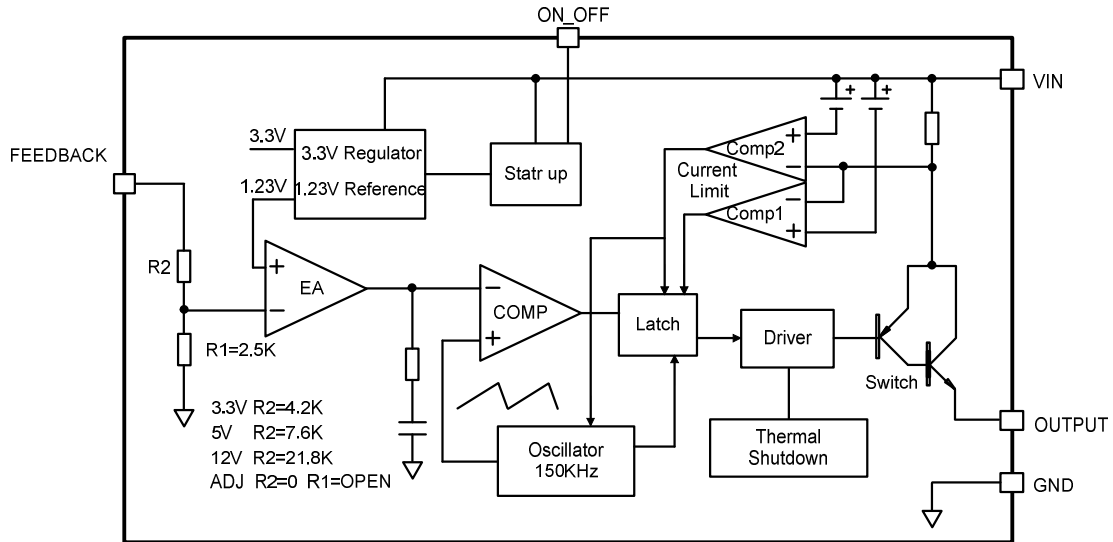 ON_OFF
VIN
FEEDBACK
3.3V
3.3V Regulator
1.23V
1.23V Reference
Statr up
+
+
+
Comp2
−
Current
Limit
−
Comp1
+
R2
+
EA
−
−
COMP
+
Latch
Driver
Switch
R1=2.5K
3.3V R2=4.2K
5V R2=7.6K
12V R2=21.8K
ADJ R2=0 R1=OPEN
Oscillator
150KHz
Thermal
Shutdown
OUTPUT
GND